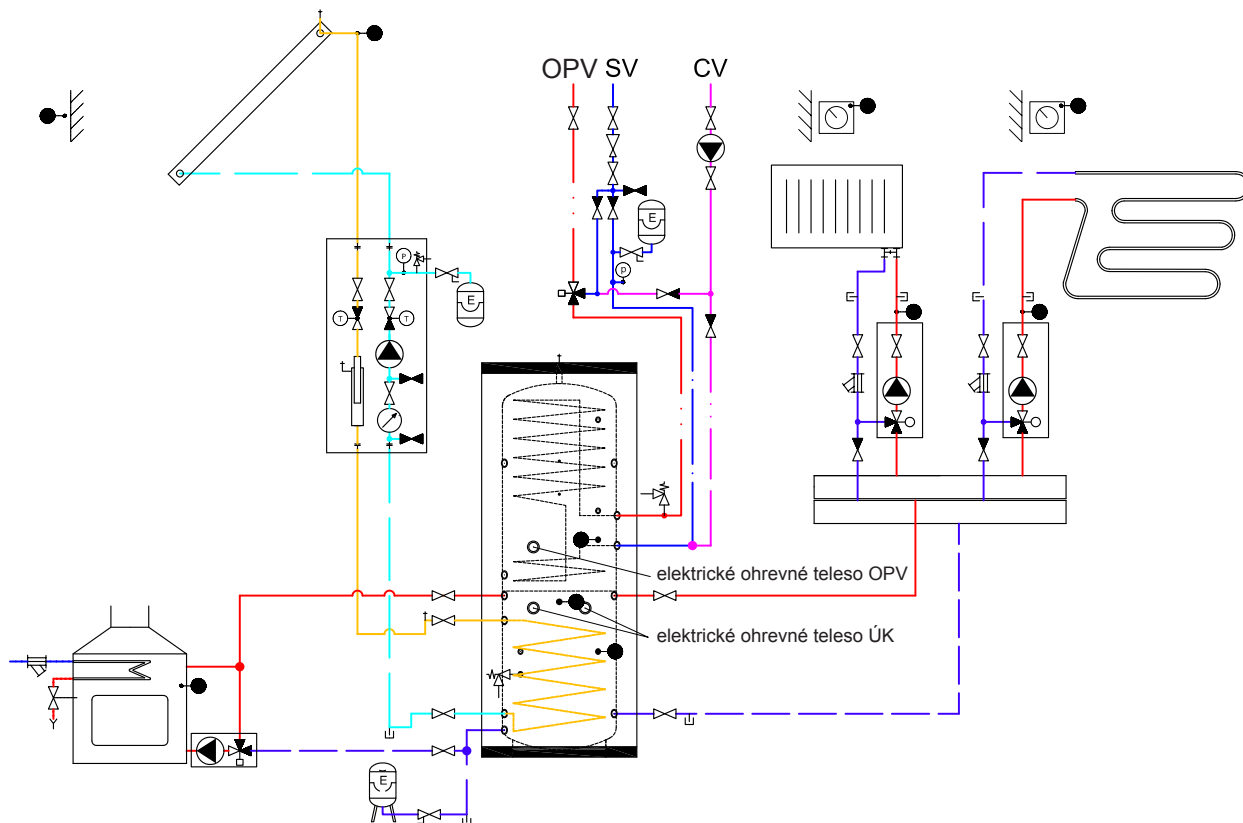 OPV SV CV
P
E
E
p
T T
elektrické ohrevné teleso OPV
elektrické ohrevné teleso ÚK
E